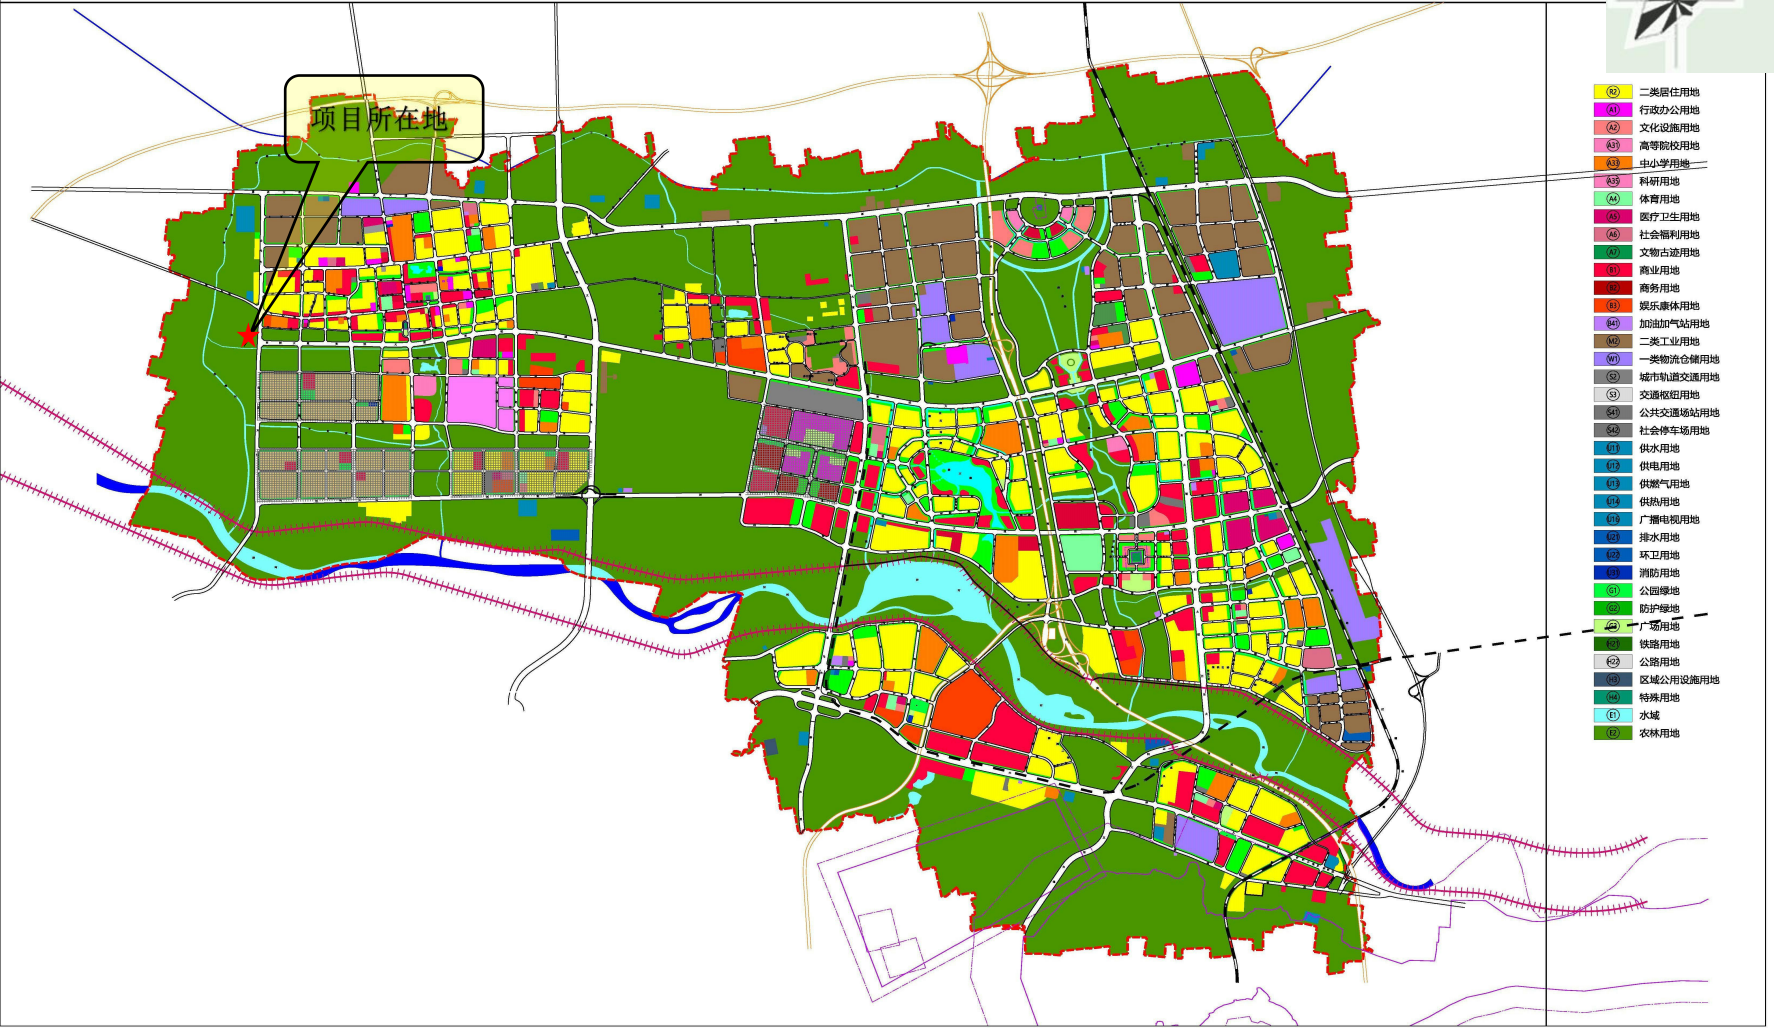 项目所在地
R2 二类居住用地
A1 行政办公用地
A2 文化设施用地
A31 高等院校用地
A33 中小学用地
A35 科研用地
A4 体育用地
A5 医疗卫生用地
A6 社会福利用地
A7 文物古迹用地
B1 商业用地
B2 商务用地
B3 娱乐康体用地
B41 加油加气站用地
M2 二类工业用地
W1 一类物流仓储用地
S2 城市轨道交通用地
S3 交通枢纽用地
S41 公共交通场站用地
S42 社会停车场用地
U11 供水用地
U12 供电用地
U13 供燃气用地
U14 供热用地
广播电视用地
U21 排水用地
U22 环卫用地
U31 消防用地
G1 公园绿地
G2 防护绿地
G3 广场用地
H21 铁路用地
H22 公路用地
H3 区域公用设施用地
H4 特殊用地
E1 水域
E2 农林用地